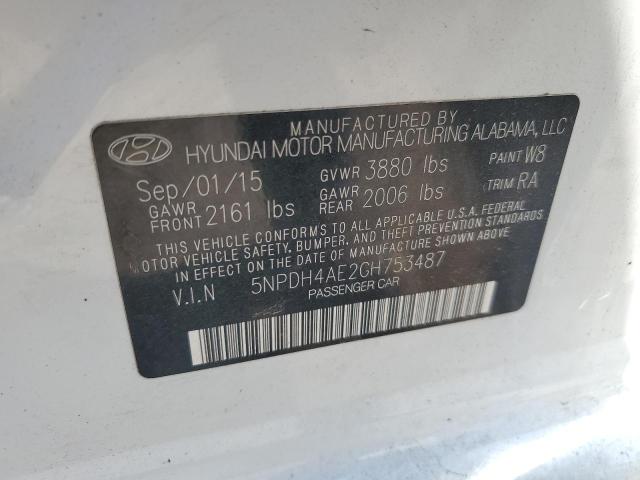 MANUFACTURED BY
HYUNDAI MOTOR MANUFACTURING ALABAMA, LLC
Sep/01/15 GVWR 3880 lbs PAINT W8
GAWR FRONT 2161 lbs GAWR REAR 2006 lbs TRIM RA
THIS VEHICLE CONFORMS TO ALL APPLICABLE U.S.A. FEDERAL
MOTOR VEHICLE SAFETY, BUMPER, AND THEFT PREVENTION STANDARDS
IN EFFECT ON THE DATE OF MANUFACTURE SHOWN ABOVE.
V.I.N 5NPDH4AE2GH753487
PASSENGER CAR